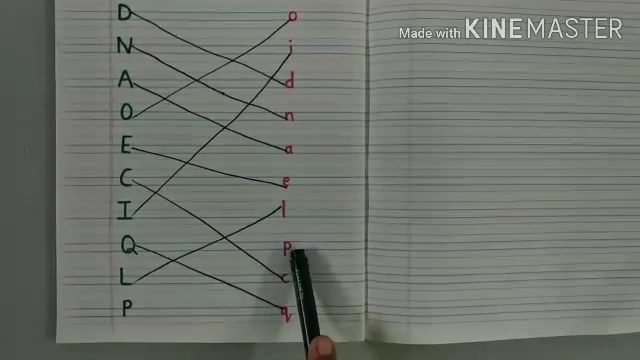 Made with KINEMASTER
D o
N i
A d
O n
E a
C e
I l
Q p
L c
P q